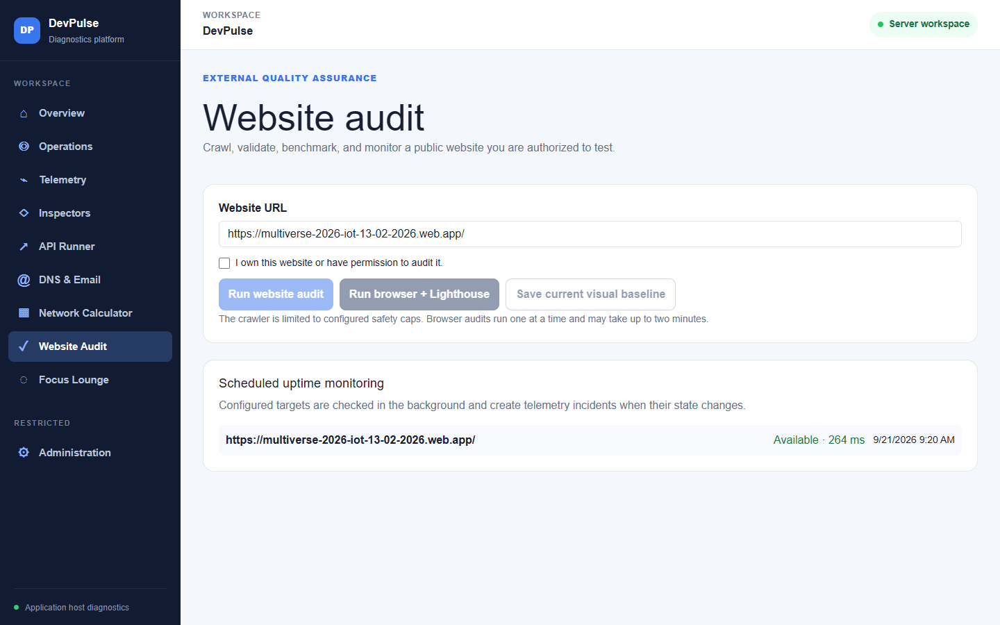 DP
DevPulse
Diagnostics platform
WORKSPACE
Overview
Operations
Telemetry
Inspectors
API Runner
@ DNS & Email
Network Calculator
Website Audit
Focus Lounge
RESTRICTED
Administration
Application host diagnostics
WORKSPACE
DevPulse
Server workspace
EXTERNAL QUALITY ASSURANCE
Website audit
Crawl, validate, benchmark, and monitor a public website you are authorized to test.
Website URL
https://multiverse-2026-iot-13-02-2026.web.app/
I own this website or have permission to audit it.
Run website audit Run browser + Lighthouse Save current visual baseline
The crawler is limited to configured safety caps. Browser audits run one at a time and may take up to two minutes.
Scheduled uptime monitoring
Configured targets are checked in the background and create telemetry incidents when their state changes.
https://multiverse-2026-iot-13-02-2026.web.app/ Available · 264 ms 9/21/2026 9:20 AM